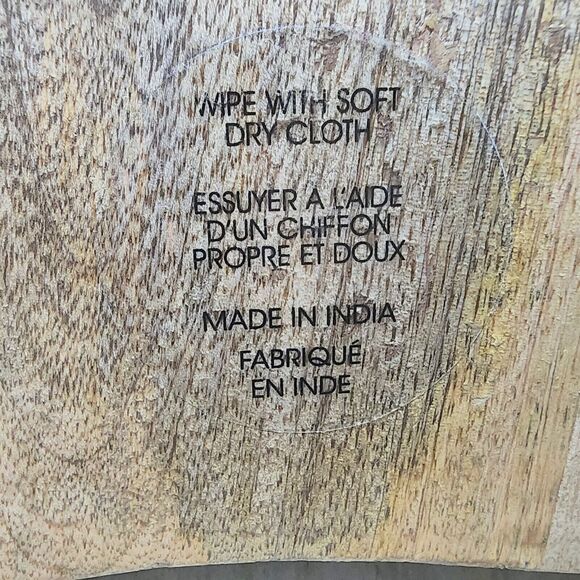 WIPE WITH SOFT
DRY CLOTH
ESSUYER A L'AIDE
D'UN CHIFFON
PROPRE ET DOUX
MADE IN INDIA
FABRIQUÉ
EN INDE